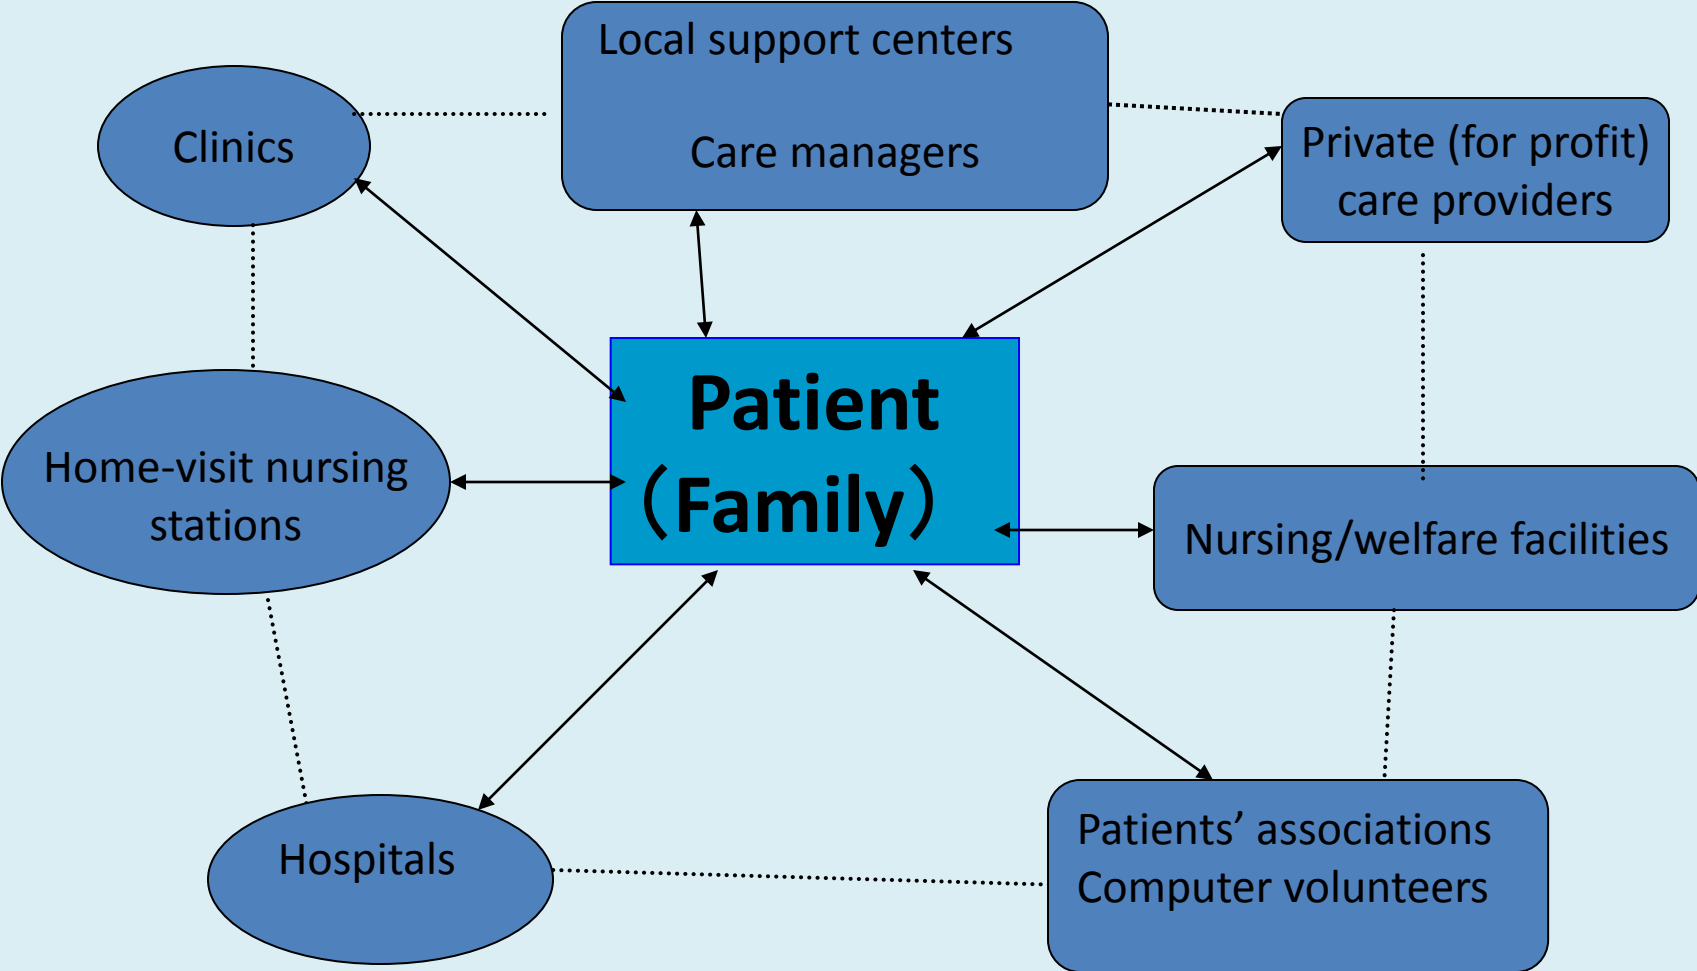 Local support centers
Care managers
Clinics
Private (for profit)
care providers
Patient
（Family）
Home-visit nursing
stations
Nursing/welfare facilities
Hospitals
Patients’ associations
Computer volunteers